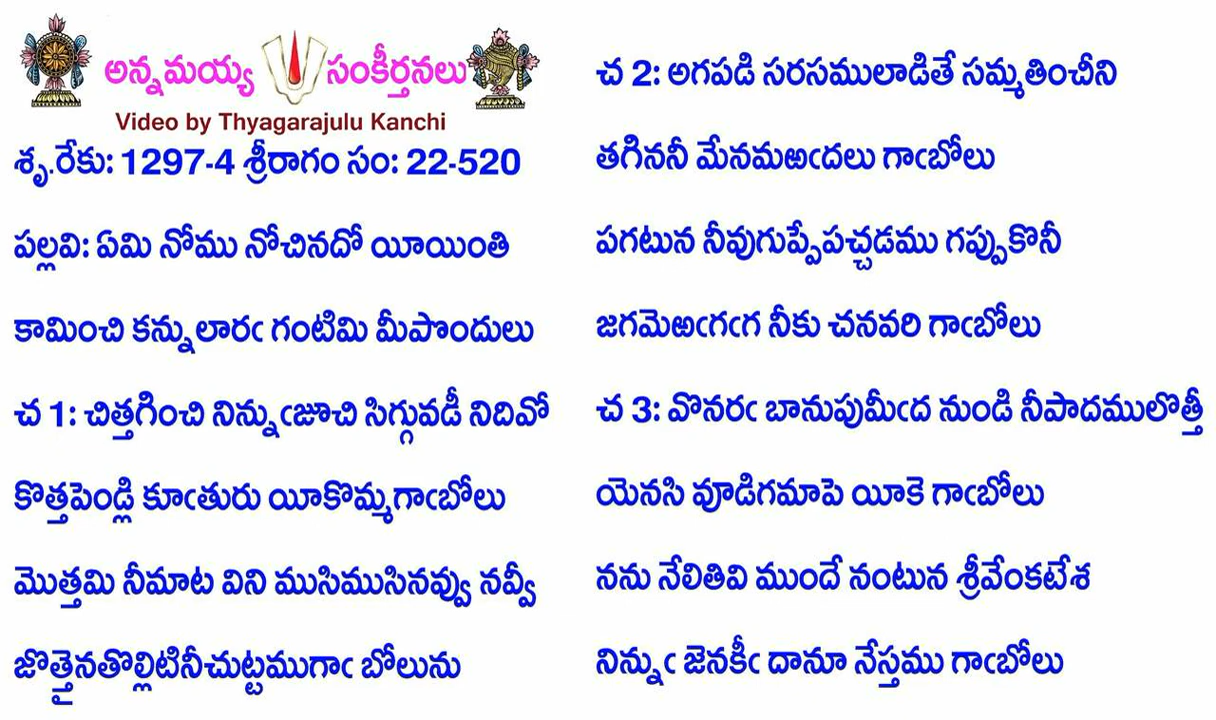 అన్నమయ్య సంకీర్తనలు
Video by Thyagarajulu Kanchi
శృ.రేకు: 1297-4 శ్రీరాగం సం: 22-520
పల్లవి: ఏమి నోము నోచినదో యీయింతి
కామించి కన్నులారఁ గంటిమి మీపొందులు
చ 1: చిత్తగించి నిన్నుఁజూచి సిగ్గువడీ నిదివో
కొత్తపెండ్లి కూఁతురు యీకొమ్మగాఁబోలు
మొత్తమి నీమాట విని ముసిముసినవ్వు నవ్వీ
జొత్తైనతొల్లిటినీచుట్టముగాఁ బోలును
చ 2: అగపడి సరసములాడితే సమ్మతించీని
తగిననీ మేనమఱఁదలు గాఁబోలు
పగటున నీవుగుప్పేపచ్చడము గప్పుకొనీ
జగమెఱఁగఁగ నీకు చనవరి గాఁబోలు
చ 3: వొనరఁ బానుపుమీఁద నుండి నీపాదములొత్తీ
యెనసి వూడిగమాపె యీకె గాఁబోలు
నను నేలితివి ముందే నంటున శ్రీవేంకటేశ
నిన్నుఁ జెనకీఁ దానూ నేస్తము గాఁబోలు